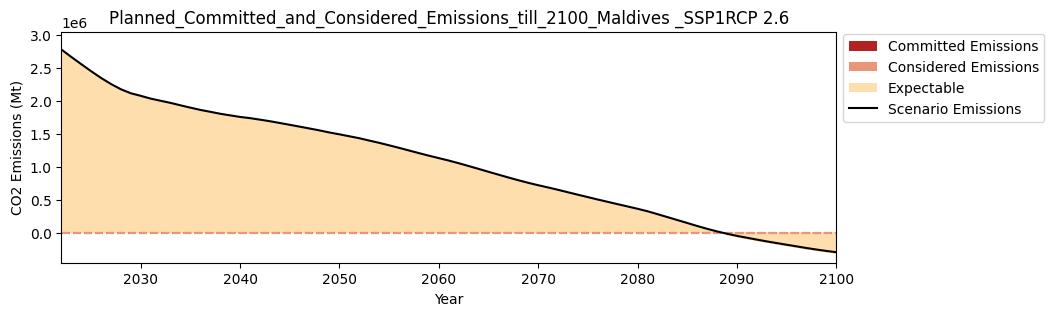 Planned_Committed_and_Considered_Emissions_till_2100_Maldives _SSP1RCP 2.6
1e6
3.0
2.5
2.0
1.5
1.0
0.5
0.0
CO2 Emissions (Mt)
2030
2040
2050
2060
2070
2080
2090
2100
Year
Committed Emissions
Considered Emissions
Expectable
Scenario Emissions